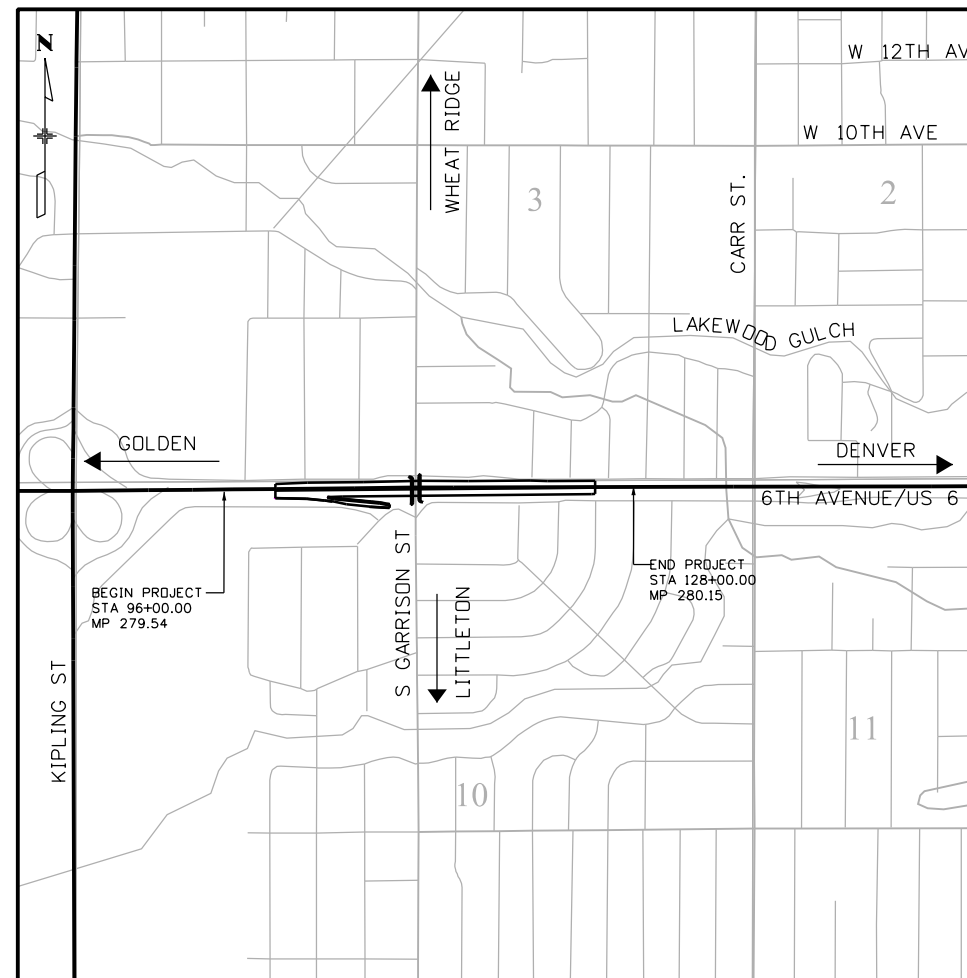 N
W 12TH AV
WHEAT RIDGE
W 10TH AVE
3
2
CARR ST.
LAKEWOOD GULCH
GOLDEN
DENVER
6TH AVENUE/US 6
BEGIN PROJECT
STA 96+00.00
MP 279.54
END PROJECT
STA 128+00.00
MP 280.15
S GARRISON ST
LITTLETON
KIPLING ST
11
10